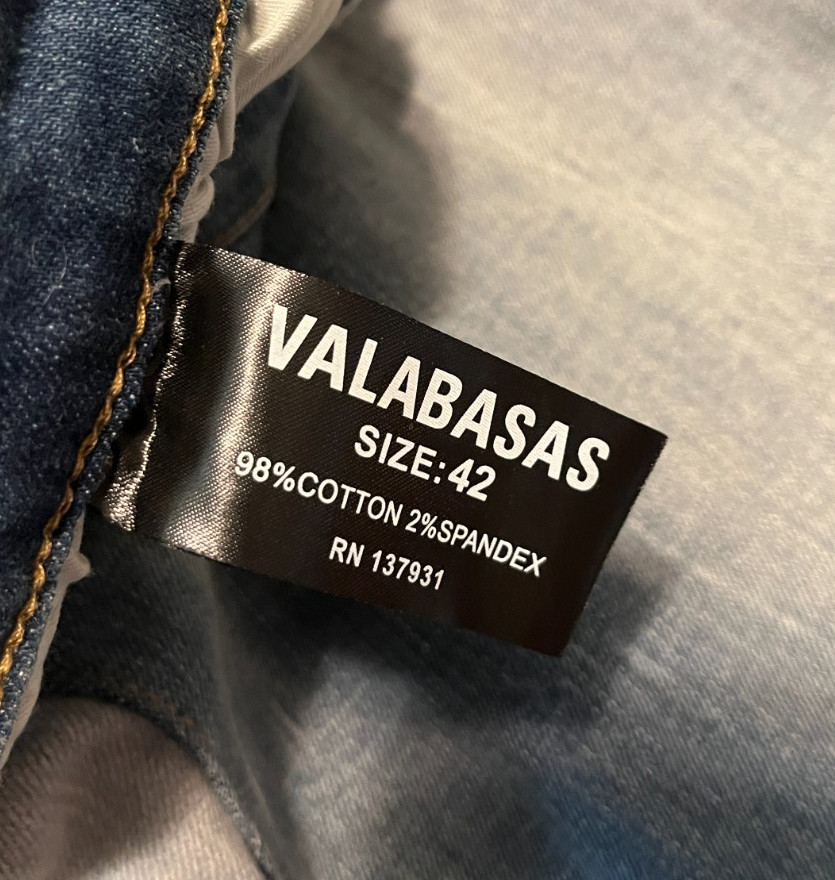 VALABASAS
SIZE:42
98%COTTON 2%SPANDEX
RN 137931